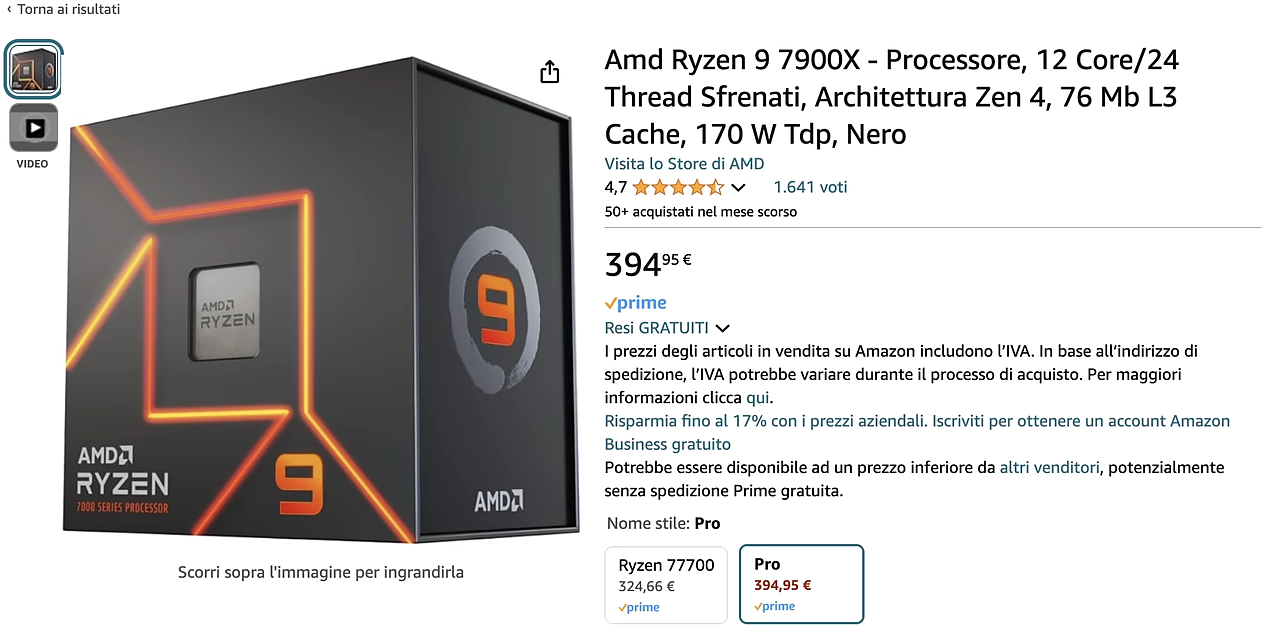 ‹ Torna ai risultati
VIDEO
AMD
RYZEN
AMD
RYZEN
7000 SERIES PROCESSOR
9
9
AMD
Scorri sopra l'immagine per ingrandirla
Amd Ryzen 9 7900X - Processore, 12 Core/24
Thread Sfrenati, Architettura Zen 4, 76 Mb L3
Cache, 170 W Tdp, Nero
Visita lo Store di AMD
4,7 1.641 voti
50+ acquistati nel mese scorso
394,95 €
prime
Resi GRATUITI
I prezzi degli articoli in vendita su Amazon includono l’IVA. In base all’indirizzo di
spedizione, l’IVA potrebbe variare durante il processo di acquisto. Per maggiori
informazioni clicca qui.
Risparmia fino al 17% con i prezzi aziendali. Iscriviti per ottenere un account Amazon
Business gratuito
Potrebbe essere disponibile ad un prezzo inferiore da altri venditori, potenzialmente
senza spedizione Prime gratuita.
Nome stile: Pro
Ryzen 77700
324,66 €
prime
Pro
394,95 €
prime